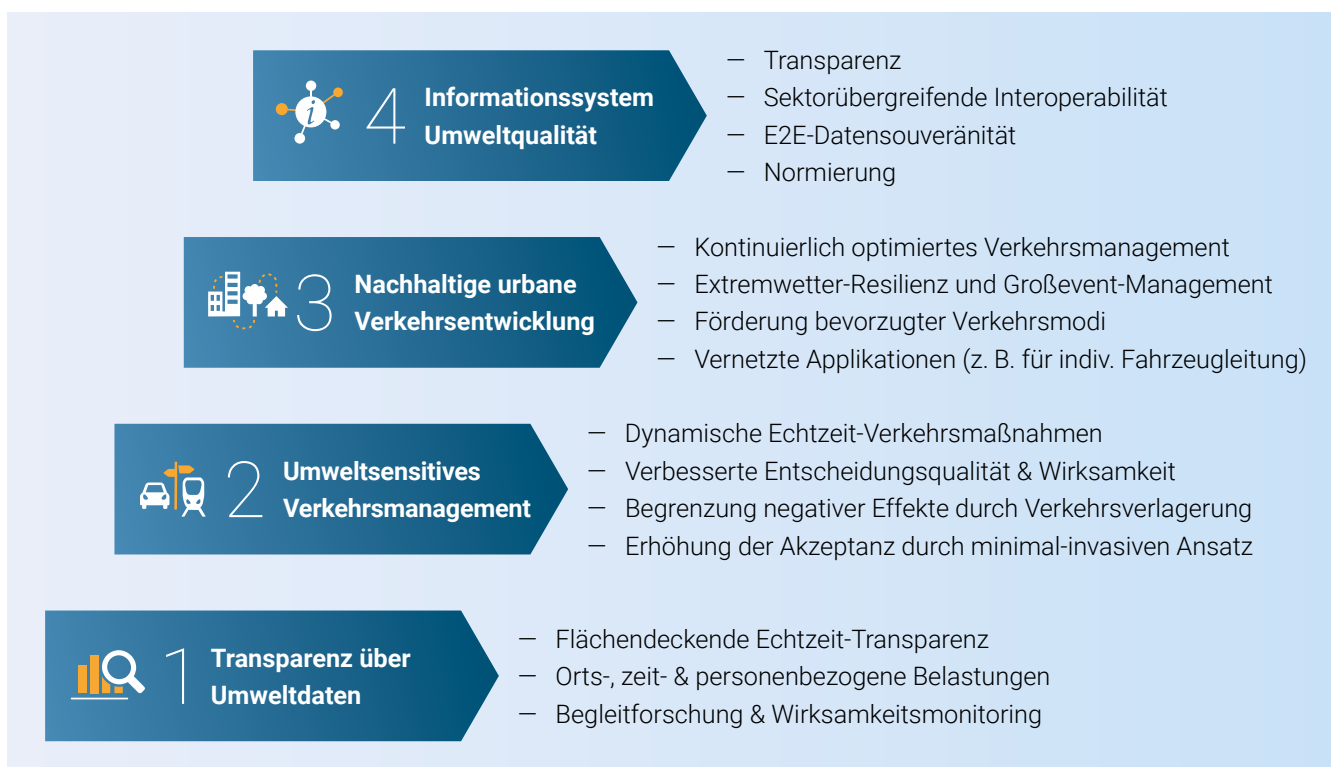 4 Informationssystem
Umweltqualität
— Transparenz
— Sektorübergreifende Interoperabilität
— E2E-Datensouveränität
— Normierung
3 Nachhaltige urbane
Verkehrsentwicklung
— Kontinuierlich optimiertes Verkehrsmanagement
— Extremwetter-Resilienz und Großevent-Management
— Förderung bevorzugter Verkehrsmodi
— Vernetzte Applikationen (z. B. für indiv. Fahrzeugleitung)
2 Umweltsensitives
Verkehrsmanagement
— Dynamische Echtzeit-Verkehrsmaßnahmen
— Verbesserte Entscheidungsqualität & Wirksamkeit
— Begrenzung negativer Effekte durch Verkehrsverlagerung
— Erhöhung der Akzeptanz durch minimal-invasiven Ansatz
1 Transparenz über
Umweltdaten
— Flächendeckende Echtzeit-Transparenz
— Orts-, zeit- & personenbezogene Belastungen
— Begleitforschung & Wirksamkeitsmonitoring